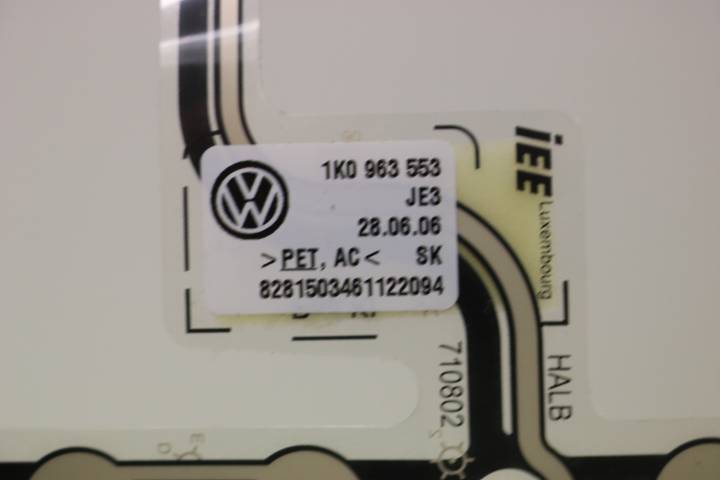 1K0 963 553
JE3
28.06.06
>PET, AC< SK
8281503461122094
iEE
Luxembourg
HALB
710802
E
D